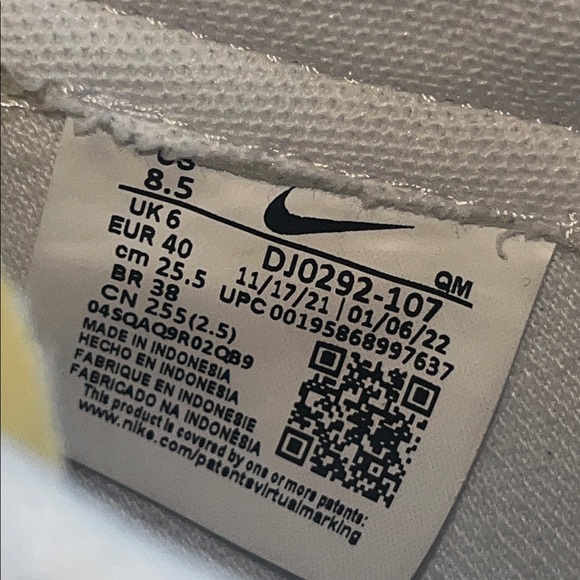 US
8.5
UK 6
EUR 40
cm 25.5
BR 38
CN 255(2.5)
04SQAQ9R02QB9
MADE IN INDONESIA
HECHO EN INDONESIA
FABRIQUE EN INDONESIE
FABRICADO NA INDONÉSIA
This product is covered by one or more patents:
www.nike.com/patentsvirtualmarking
QM
DJ0292-107
11/17/21 | 01/06/22
UPC 00195868997637